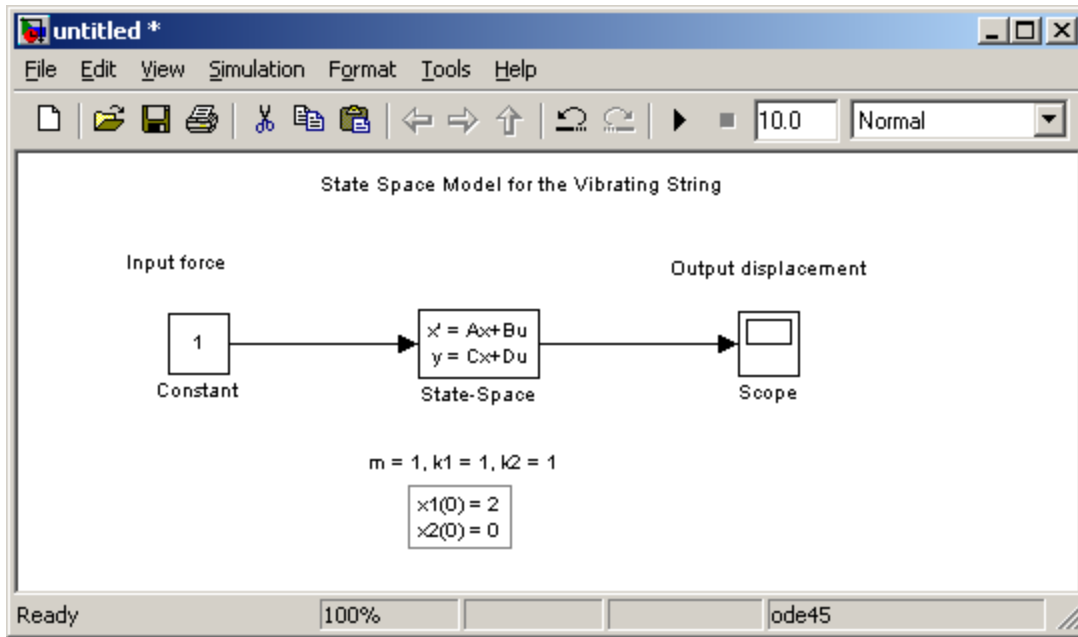 untitled *
File Edit View Simulation Format Tools Help
10.0 Normal
State Space Model for the Vibrating String
Input force
Output displacement
1
x' = Ax+Bu
y = Cx+Du
Constant
State-Space
Scope
m = 1, k1 = 1, k2 = 1
x1(0) = 2
x2(0) = 0
Ready 100% ode45